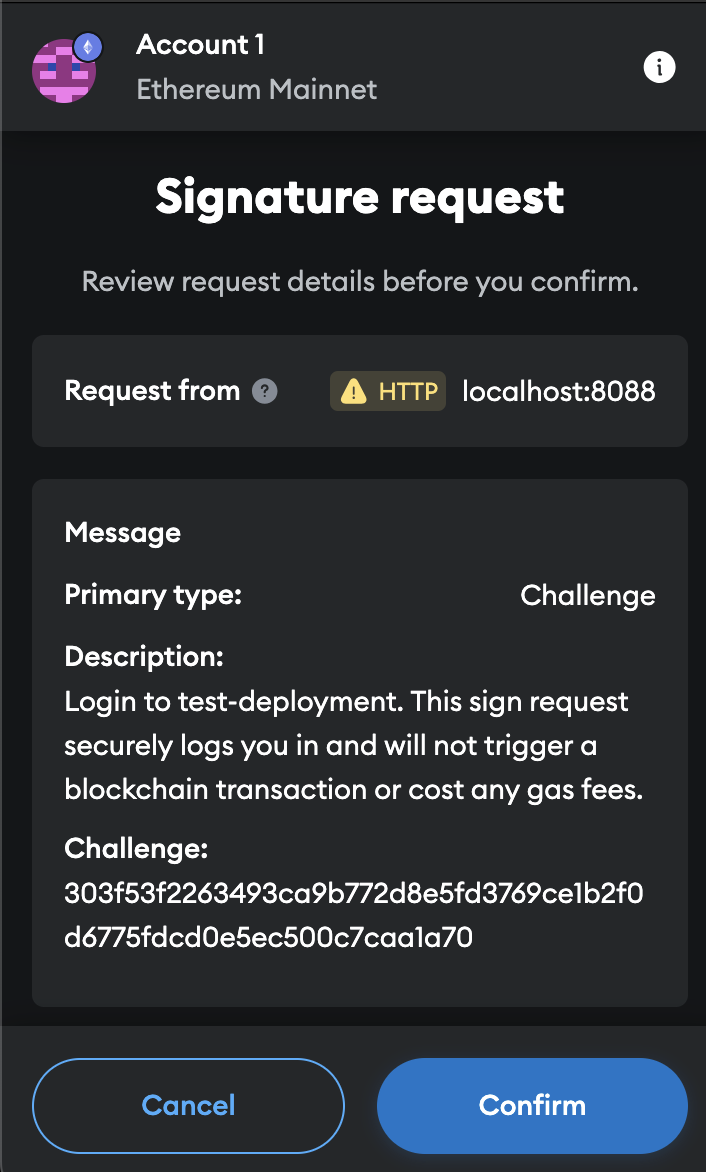 Account 1
Ethereum Mainnet
Signature request
Review request details before you confirm.
Request from
HTTP localhost:8088
Message
Primary type: Challenge
Description:
Login to test-deployment. This sign request
securely logs you in and will not trigger a
blockchain transaction or cost any gas fees.
Challenge:
303f53f2263493ca9b772d8e5fd3769ce1b2f0
d6775fdcd0e5ec500c7caa1a70
Cancel
Confirm